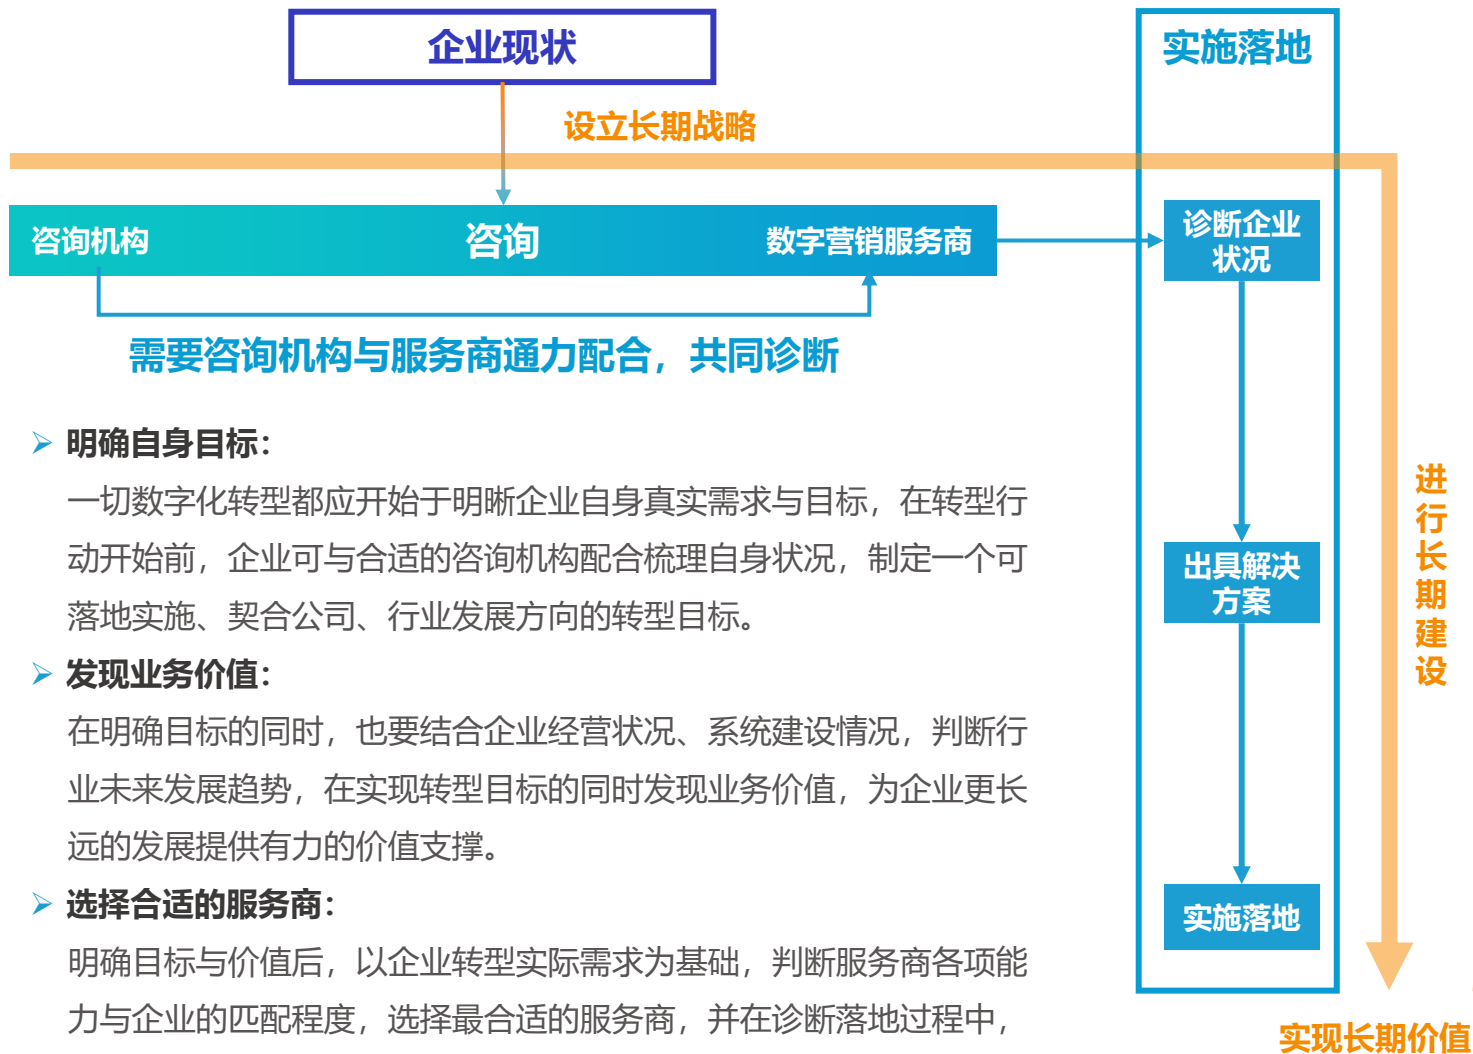 企业现状
实施落地
设立长期战略
咨询机构
咨询
数字营销服务商
诊断企业
状况
需要咨询机构与服务商通力配合，共同诊断
明确自身目标：
一切数字化转型都应开始于明晰企业自身真实需求与目标，在转型行
动开始前，企业可与合适的咨询机构配合梳理自身状况，制定一个可
落地实施、契合公司、行业发展方向的转型目标。
发现业务价值：
在明确目标的同时，也要结合企业经营状况、系统建设情况，判断行
业未来发展趋势，在实现转型目标的同时发现业务价值，为企业更长
远的发展提供有力的价值支撑。
选择合适的服务商：
明确目标与价值后，以企业转型实际需求为基础，判断服务商各项能
力与企业的匹配程度，选择最合适的服务商，并在诊断落地过程中，
出具解决
方案
实施落地
进行长期建设
实现长期价值